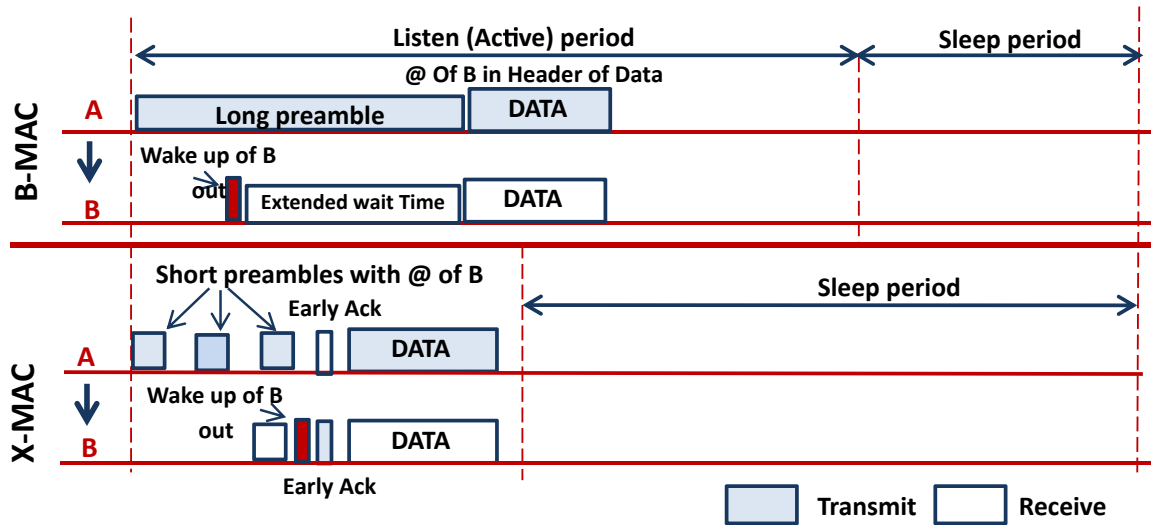 Listen (Active) period
Sleep period
@ Of B in Header of Data
B-MAC
A
Long preamble
DATA
Wake up of B
out
B
Extended wait Time
DATA
Short preambles with @ of B
Sleep period
Early Ack
X-MAC
A
DATA
Wake up of B
out
B
DATA
Early Ack
Transmit
Receive